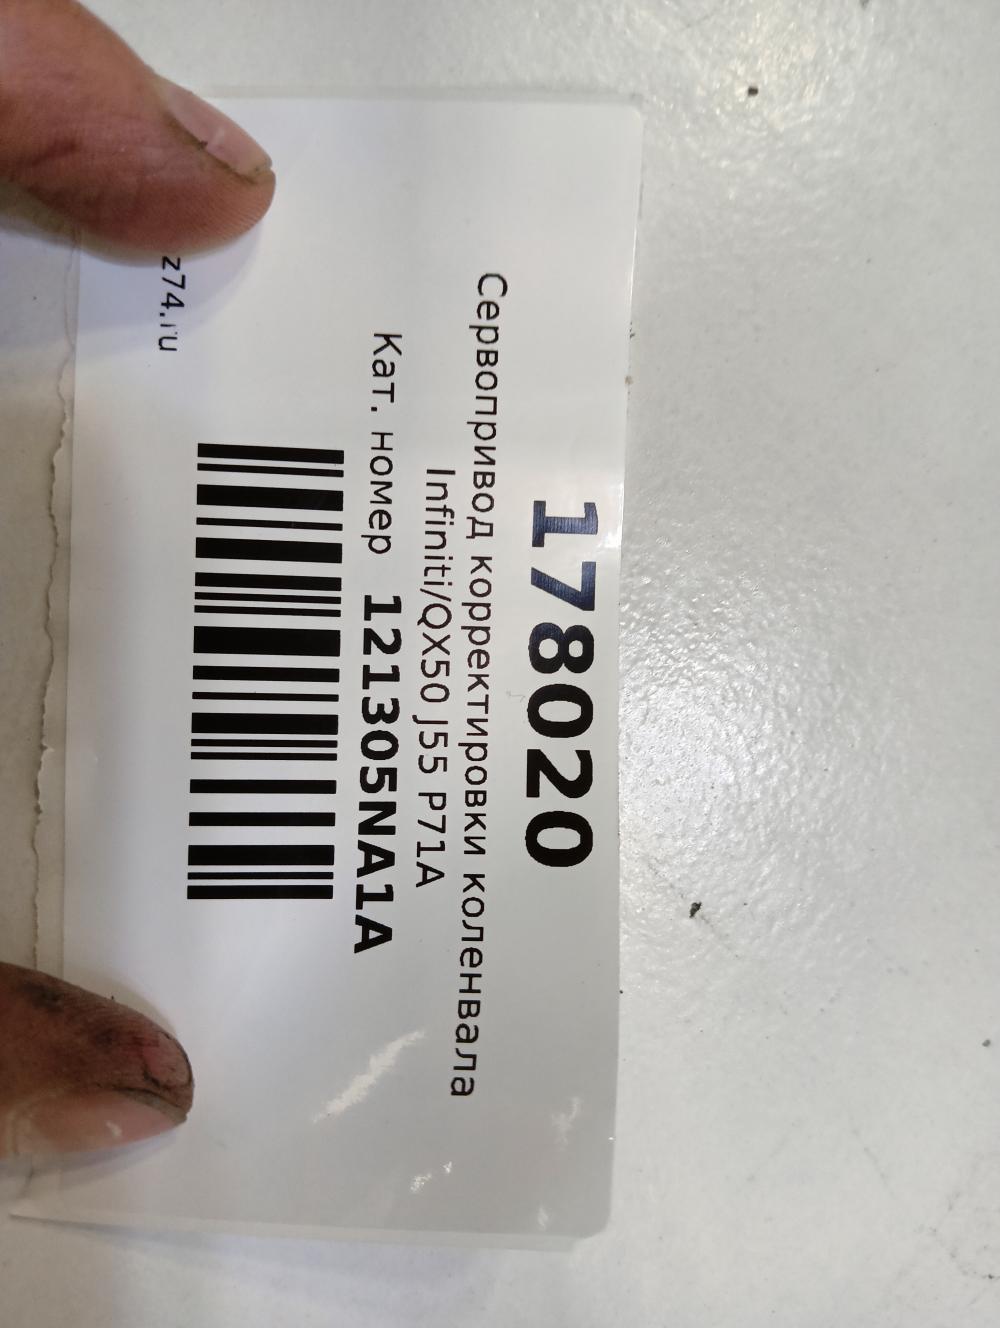 178020
Сервопривод корректировки коленвала
Infiniti/QX50 J55 P71A
Кат. номер 121305NA1A
z74.ru